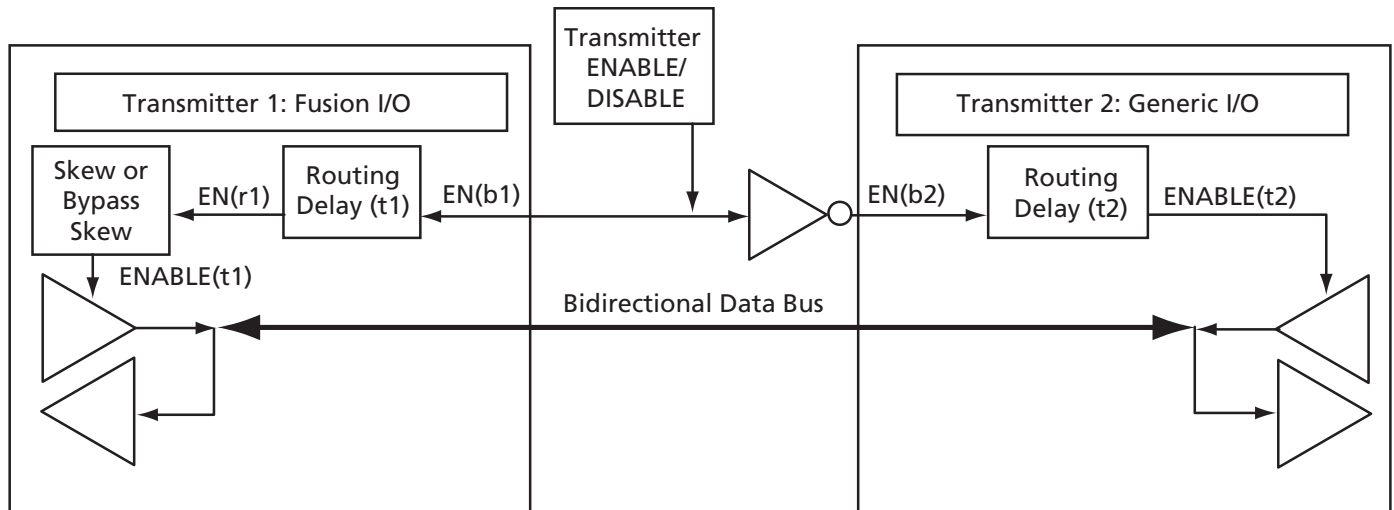 Transmitter
ENABLE/
DISABLE
Transmitter 1: Fusion I/O
Transmitter 2: Generic I/O
Skew or
Bypass
Skew
EN(r1)
Routing
Delay (t1)
EN(b1)
EN(b2)
Routing
Delay (t2)
ENABLE(t2)
ENABLE(t1)
Bidirectional Data Bus